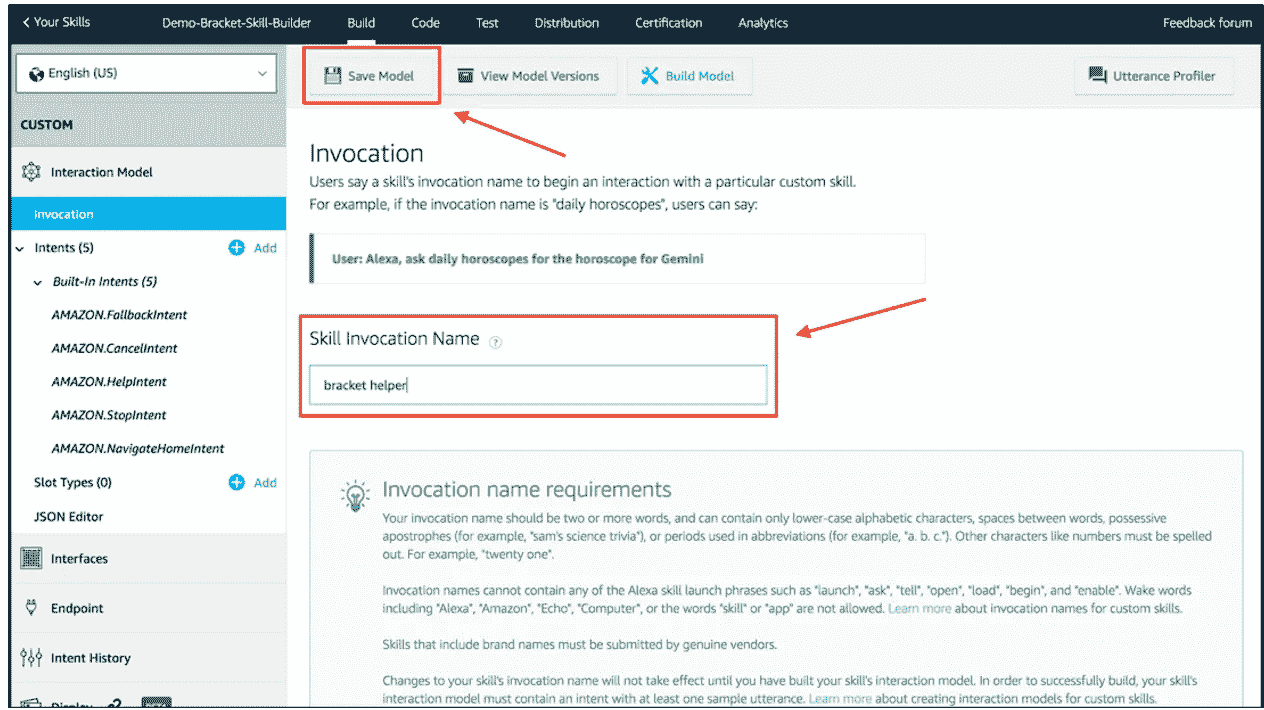 Your Skills Demo-Bracket-Skill-Builder Build Code Test Distribution Certification Analytics Feedback forum
English (US)
Save Model View Model Versions Build Model Utterance Profiler
CUSTOM
Interaction Model
Invocation
Intents (5) Add
Built-In Intents (5)
AMAZON.FallbackIntent
AMAZON.CancelIntent
AMAZON.HelpIntent
AMAZON.StopIntent
AMAZON.NavigateHomeIntent
Slot Types (0) Add
JSON Editor
Interfaces
Endpoint
Intent History
Display
Invocation
Users say a skill's invocation name to begin an interaction with a particular custom skill.
For example, if the invocation name is "daily horoscopes", users can say:
User: Alexa, ask daily horoscopes for the horoscope for Gemini
Skill Invocation Name ?
bracket helper
Invocation name requirements
Your invocation name should be two or more words, and can contain only lower-case alphabetic characters, spaces between words, possessive
apostrophes (for example, "sam's science trivia"), or periods used in abbreviations (for example, "a. b. c."). Other characters like numbers must be spelled
out. For example, "twenty one".
Invocation names cannot contain any of the Alexa skill launch phrases such as "launch", "ask", "tell", "open", "load", "begin", and "enable". Wake words
including "Alexa", "Amazon", "Echo", "Computer", or the words "skill" or "app" are not allowed. Learn more about invocation names for custom skills.
Skills that include brand names must be submitted by genuine vendors.
Changes to your skill's invocation name will not take effect until you have built your skill's interaction model. In order to successfully build, your skill's
interaction model must contain an intent with at least one sample utterance. Learn more about creating interaction models for custom skills.